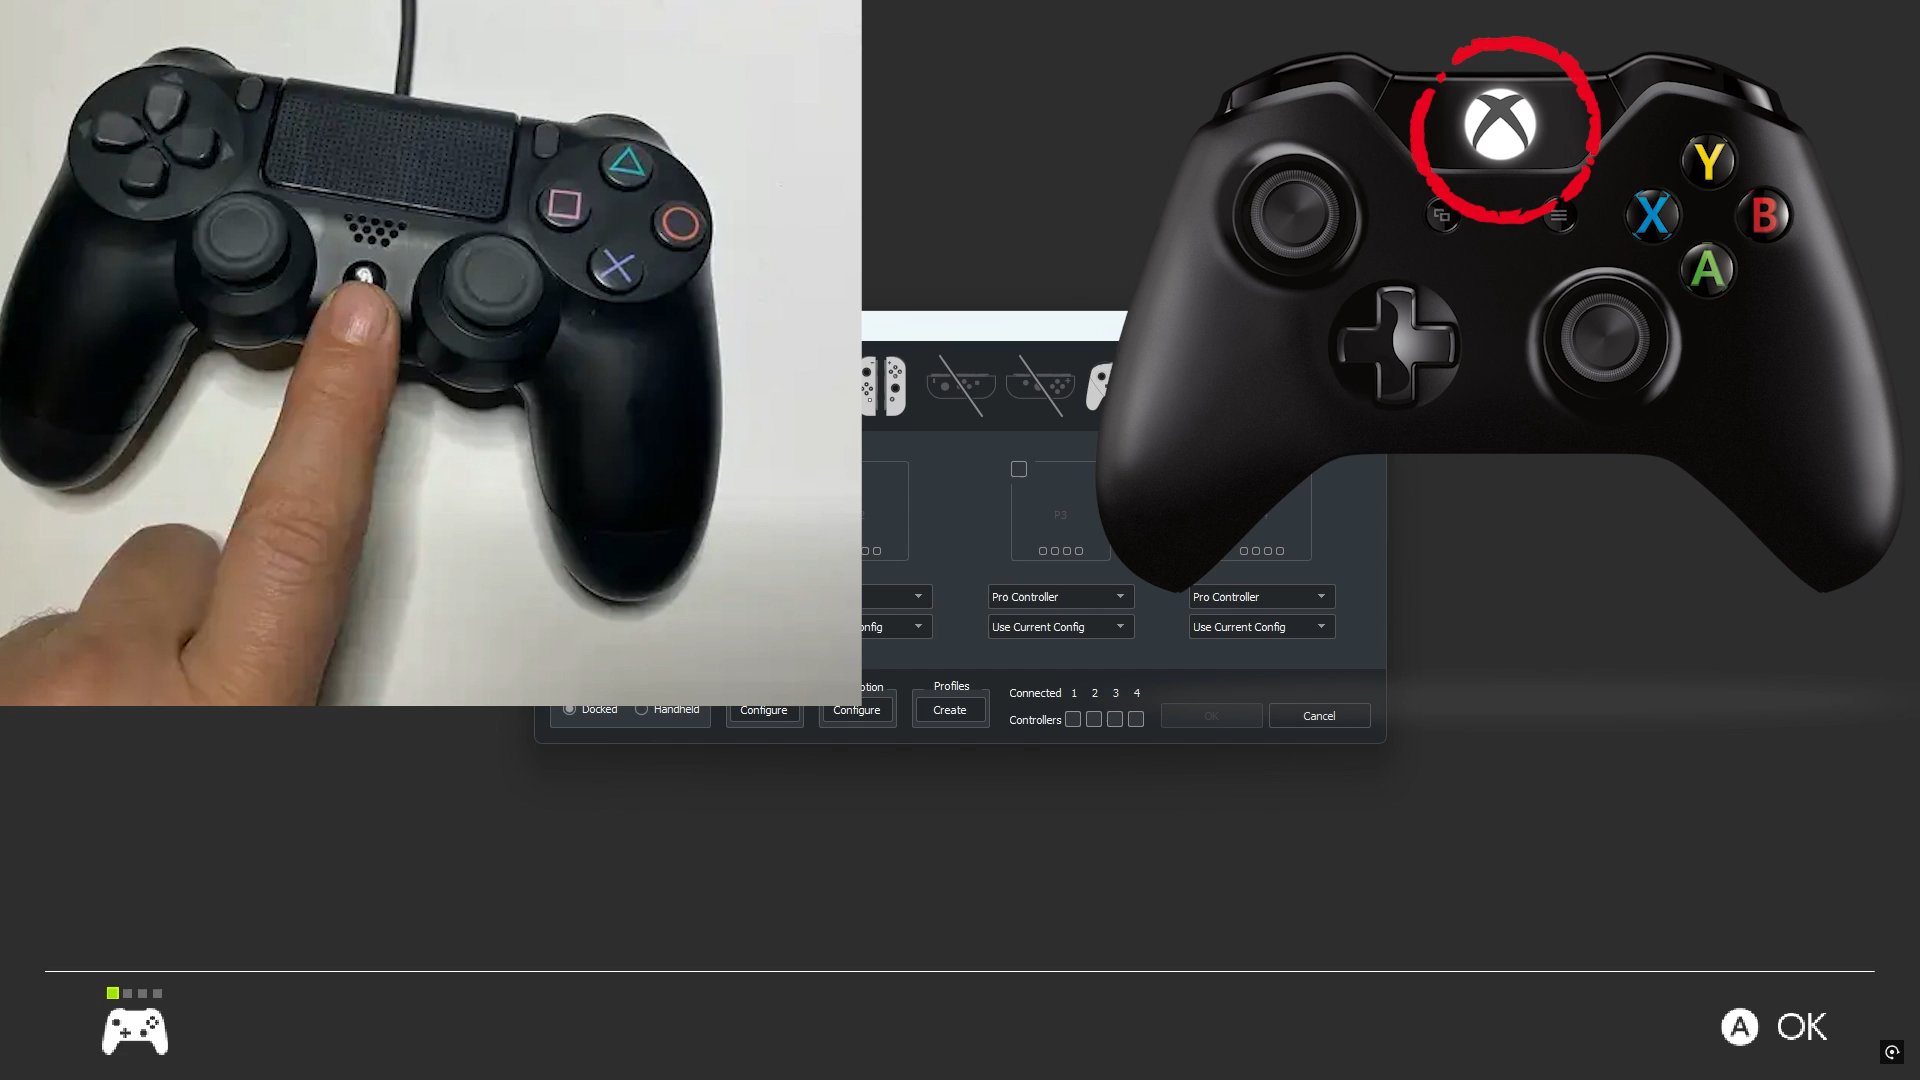 Y
X
B
A
P3
Pro Controller
Pro Controller
Use Current Config
Use Current Config
Docked
Handheld
Configure
Configure
Profiles
Create
Connected 1 2 3 4
Controllers
OK
Cancel
A OK